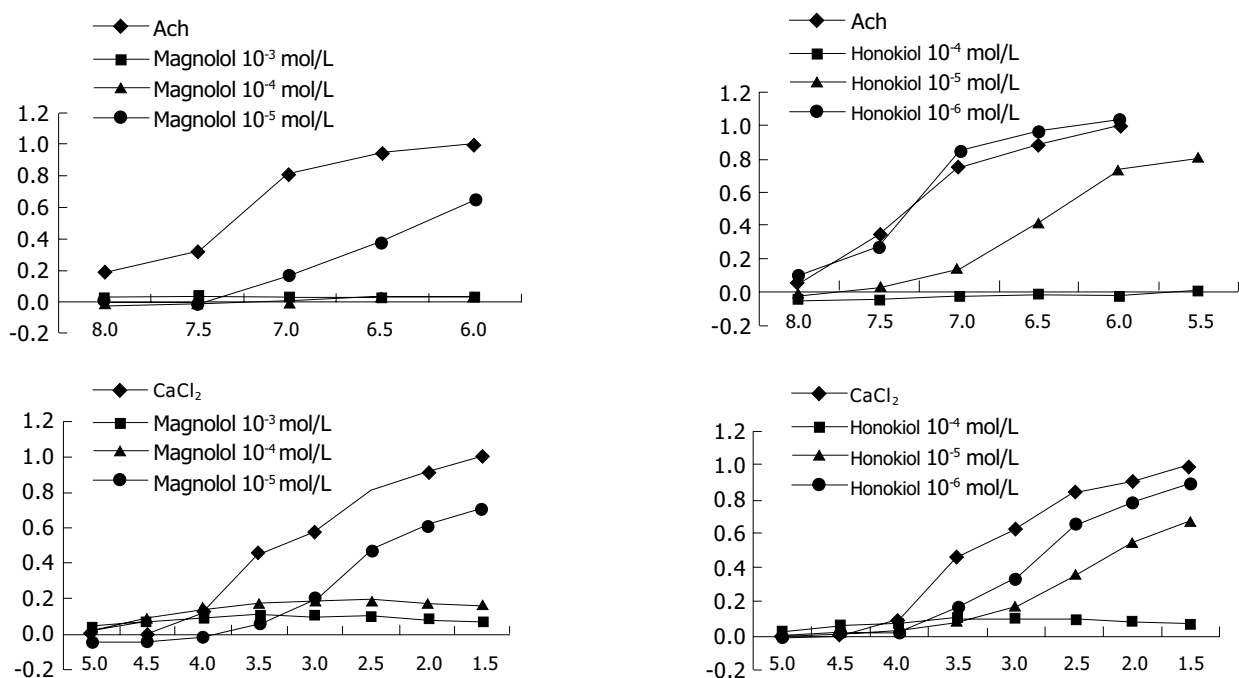 Ach
Magnolol 10⁻³ mol/L
Magnolol 10⁻⁴ mol/L
Magnolol 10⁻⁵ mol/L
1.2
1.0
0.8
0.6
0.4
0.2
0.0
-0.2
8.0 7.5 7.0 6.5 6.0
Ach
Honokiol 10⁻⁴ mol/L
Honokiol 10⁻⁵ mol/L
Honokiol 10⁻⁶ mol/L
1.2
1.0
0.8
0.6
0.4
0.2
0.0
-0.2
8.0 7.5 7.0 6.5 6.0 5.5
CaCl₂
Magnolol 10⁻³ mol/L
Magnolol 10⁻⁴ mol/L
Magnolol 10⁻⁵ mol/L
1.2
1.0
0.8
0.6
0.4
0.2
0.0
-0.2
5.0 4.5 4.0 3.5 3.0 2.5 2.0 1.5
CaCl₂
Honokiol 10⁻⁴ mol/L
Honokiol 10⁻⁵ mol/L
Honokiol 10⁻⁶ mol/L
1.2
1.0
0.8
0.6
0.4
0.2
0.0
-0.2
5.0 4.5 4.0 3.5 3.0 2.5 2.0 1.5